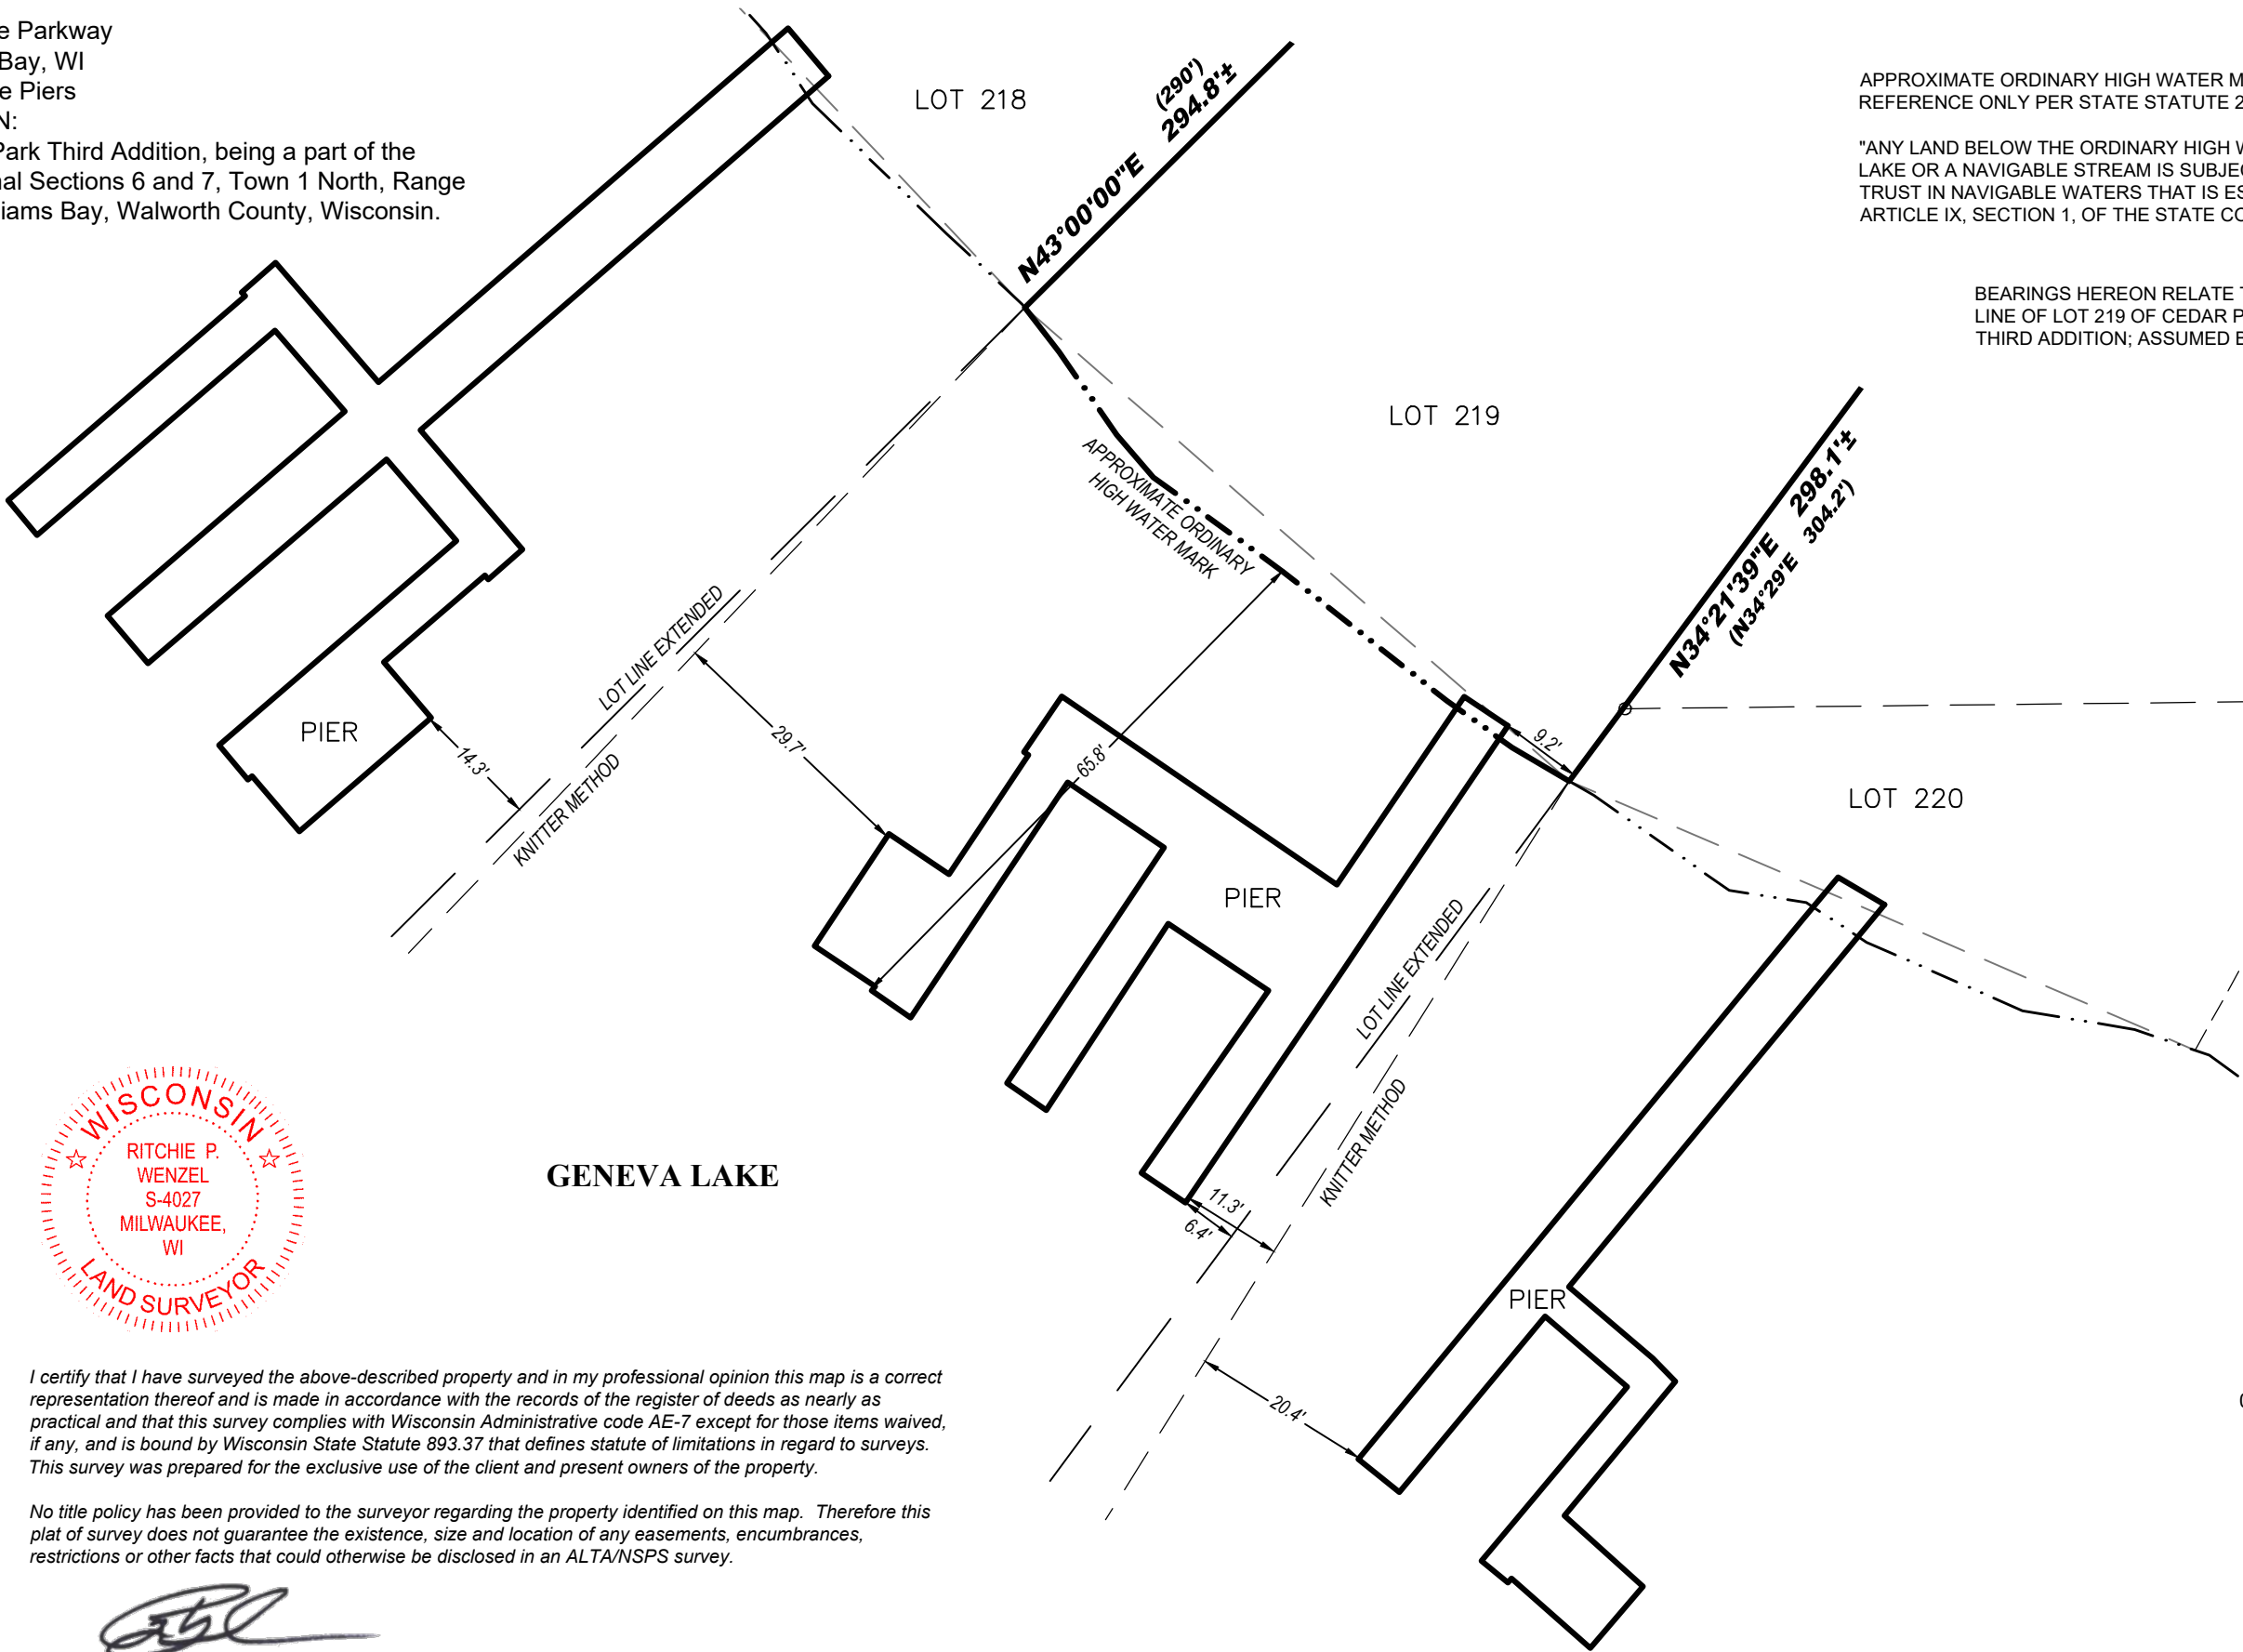 e Parkway
Bay, WI
e Piers
N:
Park Third Addition, being a part of the
al Sections 6 and 7, Town 1 North, Range
iams Bay, Walworth County, Wisconsin.
LOT 218
(290')
294.8'±
N43°00'00"E
APPROXIMATE ORDINARY HIGH WATER M
REFERENCE ONLY PER STATE STATUTE 2
"ANY LAND BELOW THE ORDINARY HIGH W
LAKE OR A NAVIGABLE STREAM IS SUBJE
TRUST IN NAVIGABLE WATERS THAT IS ES
ARTICLE IX, SECTION 1, OF THE STATE CO
BEARINGS HEREON RELATE T
LINE OF LOT 219 OF CEDAR P
THIRD ADDITION; ASSUMED B
LOT 219
APPROXIMATE ORDINARY
HIGH WATER MARK
N34°21'39"E 298.1'±
(N34°29'E 304.2')
LOT LINE EXTENDED
KNITTER METHOD
PIER
14.3'
29.7'
65.8'
9.2'
LOT 220
PIER
LOT LINE EXTENDED
KNITTER METHOD
11.3'
6.4'
PIER
20.4'
GENEVA LAKE
WISCONSIN
RITCHIE P.
WENZEL
S-4027
MILWAUKEE,
WI
LAND SURVEYOR
I certify that I have surveyed the above-described property and in my professional opinion this map is a correct
representation thereof and is made in accordance with the records of the register of deeds as nearly as
practical and that this survey complies with Wisconsin Administrative code AE-7 except for those items waived,
if any, and is bound by Wisconsin State Statute 893.37 that defines statute of limitations in regard to surveys.
This survey was prepared for the exclusive use of the client and present owners of the property.
No title policy has been provided to the surveyor regarding the property identified on this map. Therefore this
plat of survey does not guarantee the existence, size and location of any easements, encumbrances,
restrictions or other facts that could otherwise be disclosed in an ALTA/NSPS survey.